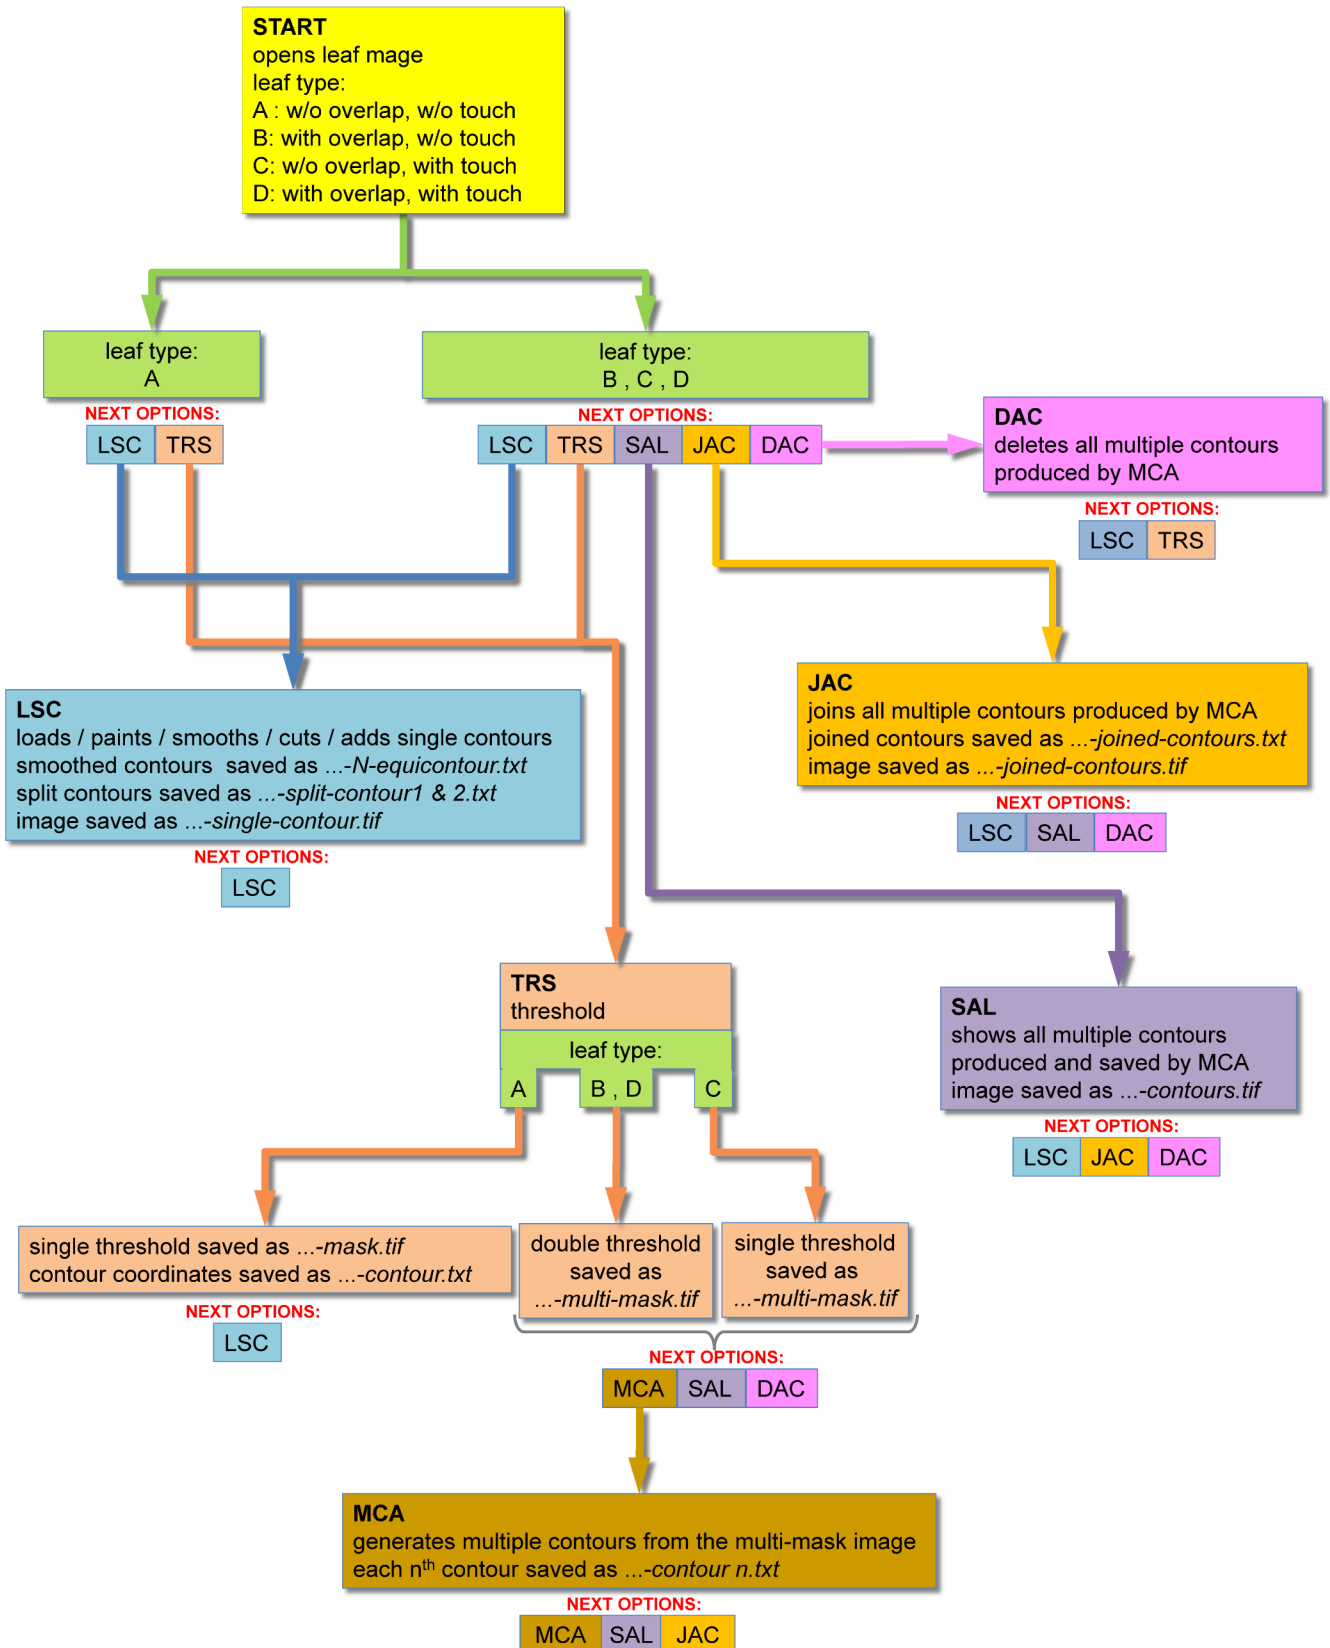 START
opens leaf mage
leaf type:
A : w/o overlap, w/o touch
B: with overlap, w/o touch
C: w/o overlap, with touch
D: with overlap, with touch
leaf type:
A
NEXT OPTIONS:
LSC TRS
leaf type:
B , C , D
NEXT OPTIONS:
LSC TRS SAL JAC DAC
DAC
deletes all multiple contours
produced by MCA
NEXT OPTIONS:
LSC TRS
JAC
joins all multiple contours produced by MCA
joined contours saved as ...-joined-contours.txt
image saved as ...-joined-contours.tif
NEXT OPTIONS:
LSC SAL DAC
LSC
loads / paints / smooths / cuts / adds single contours
smoothed contours saved as ...-N-equicontour.txt
split contours saved as ...-split-contour1 & 2.txt
image saved as ...-single-contour.tif
NEXT OPTIONS:
LSC
TRS
threshold
leaf type:
A B , D C
SAL
shows all multiple contours
produced and saved by MCA
image saved as ...-contours.tif
NEXT OPTIONS:
LSC JAC DAC
single threshold saved as ...-mask.tif
contour coordinates saved as ...-contour.txt
NEXT OPTIONS:
LSC
double threshold
saved as
...-multi-mask.tif
single threshold
saved as
...-multi-mask.tif
NEXT OPTIONS:
MCA SAL DAC
MCA
generates multiple contours from the multi-mask image
each nth contour saved as ...-contour n.txt
NEXT OPTIONS:
MCA SAL JAC